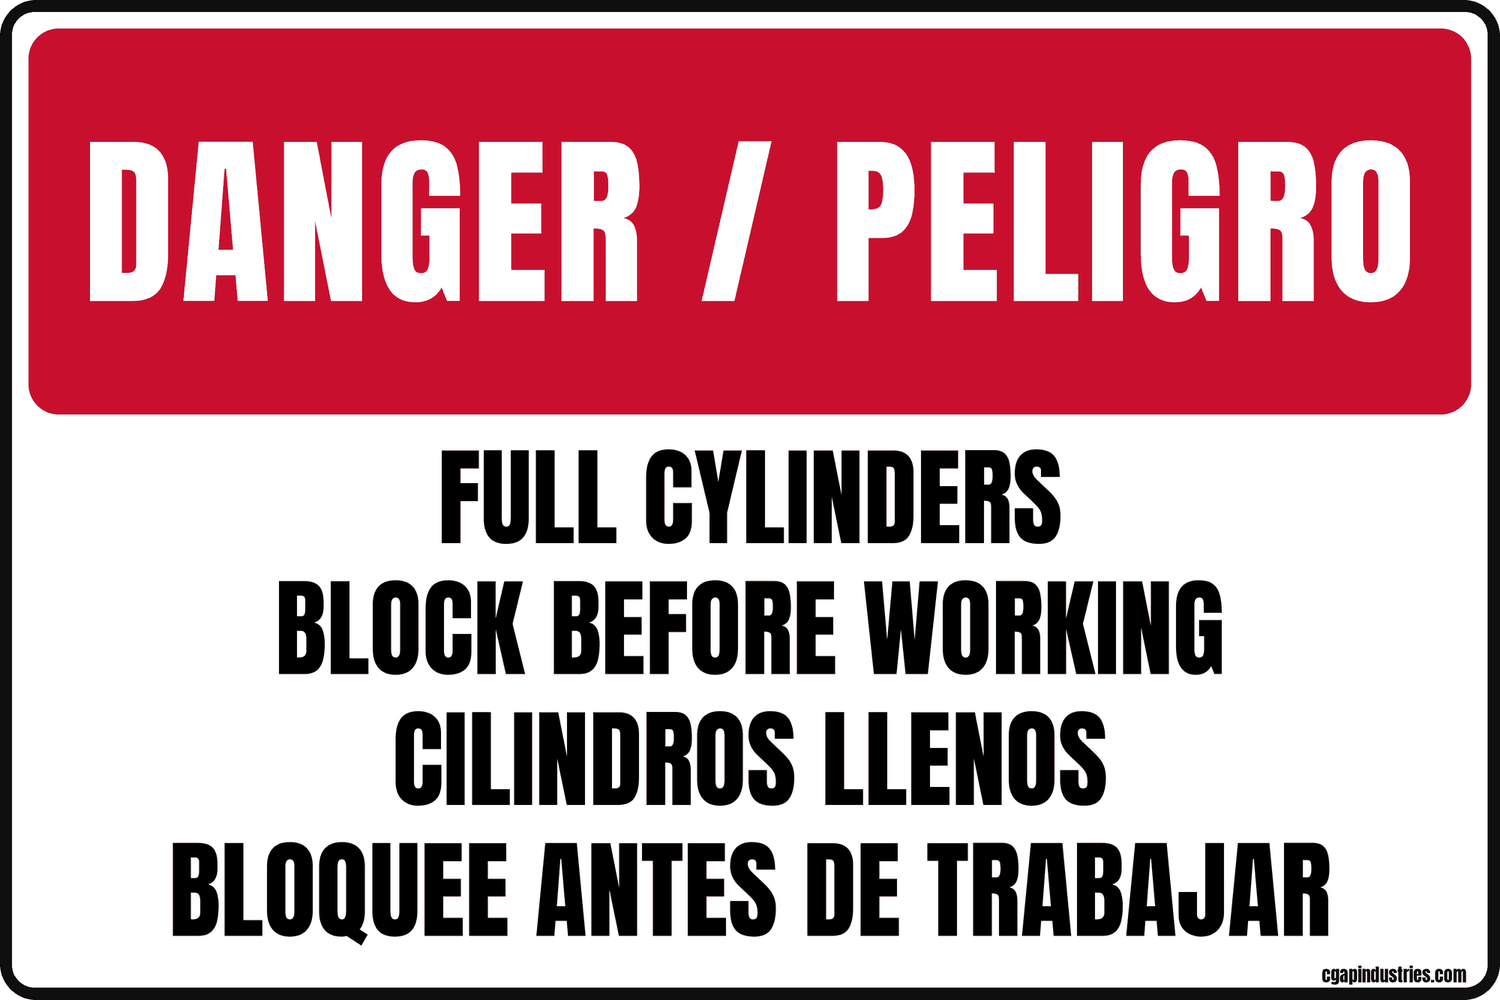 DANGER / PELIGRO
FULL CYLINDERS
BLOCK BEFORE WORKING
CILINDROS LLENOS
BLOQUEE ANTES DE TRABAJAR
cgapindustries.com